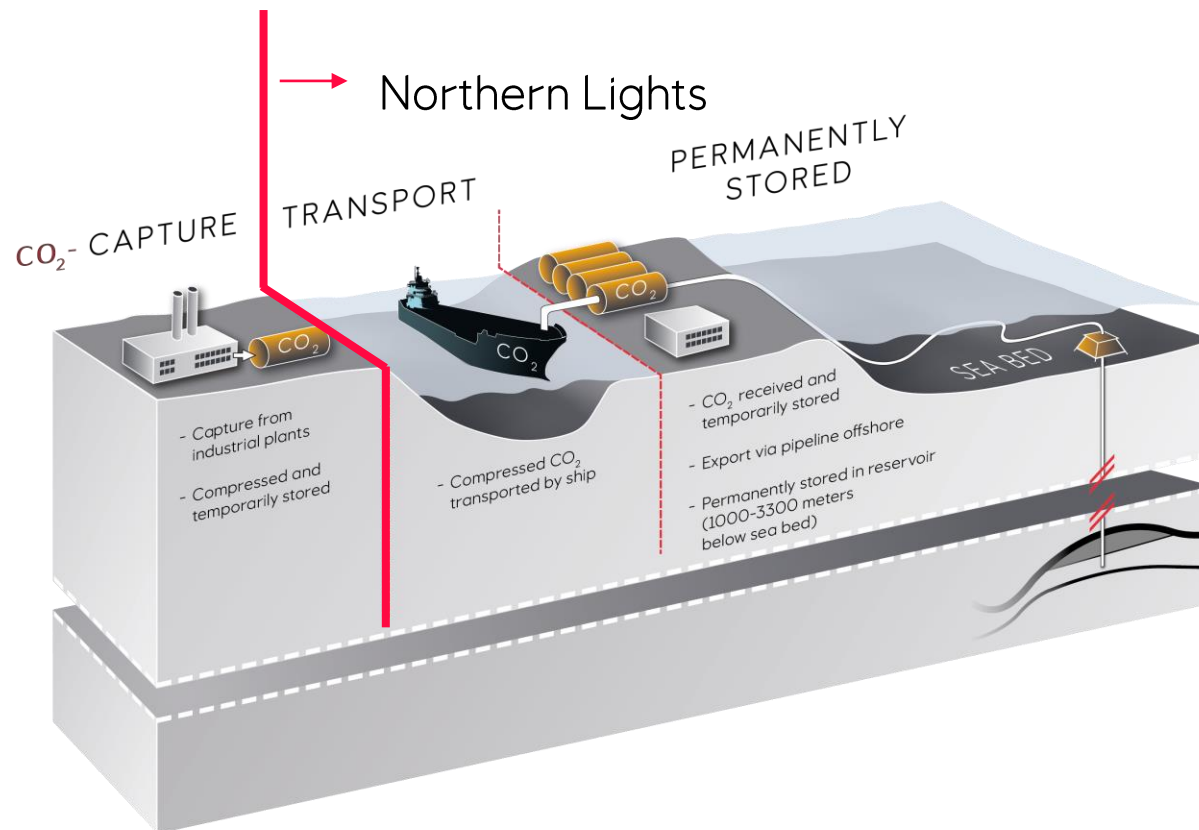 Northern Lights
CO₂- CAPTURE
TRANSPORT
PERMANENTLY
STORED
CO₂
CO₂
CO₂
SEA BED
- Capture from
industrial plants
- Compressed and
temporarily stored
- Compressed CO₂
transported by ship
- CO₂ received and
temporarily stored
- Export via pipeline offshore
- Permanently stored in reservoir
(1000-3300 meters
below sea bed)